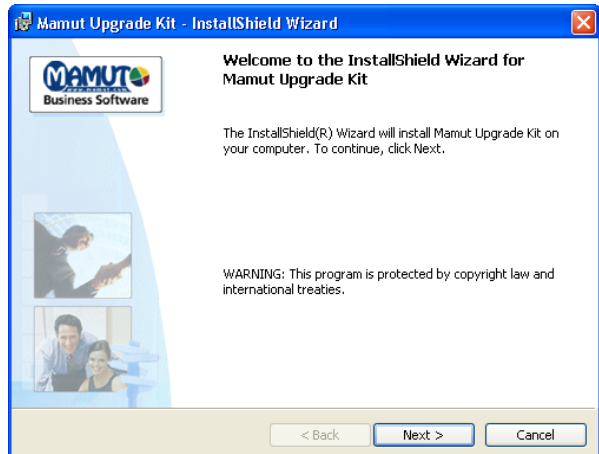 Mamut Upgrade Kit - InstallShield Wizard
MAMUT
www.mamut.com
Business Software
Welcome to the InstallShield Wizard for
Mamut Upgrade Kit
The InstallShield(R) Wizard will install Mamut Upgrade Kit on
your computer. To continue, click Next.
WARNING: This program is protected by copyright law and
international treaties.
< Back
Next >
Cancel